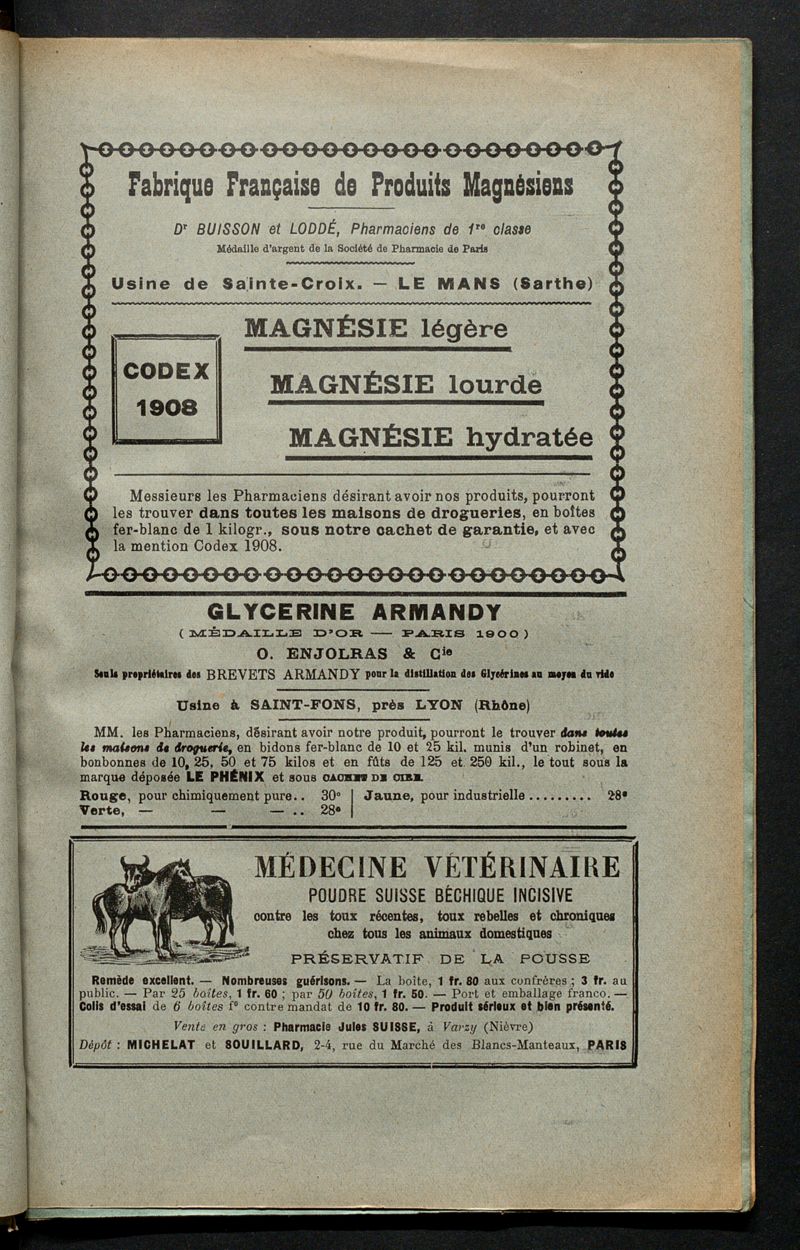 Fabrique Française de Produits Magnésiens
Dr BUISSON et LODDÉ, Pharmaciens de 1re classe
Médaille d'argent de la Société de Pharmacie de Paris
Usine de Sainte-Croix. — LE MANS (Sarthe)
MAGNÉSIE légère
CODEX
1908
MAGNÉSIE lourde
MAGNÉSIE hydratée
Messieurs les Pharmaciens désirant avoir nos produits, pourront
les trouver dans toutes les maisons de drogueries, en boîtes
fer-blanc de 1 kilogr., sous notre cachet de garantie, et avec
la mention Codex 1908.
GLYCERINE ARMANDY
(MÉDAILLE D'OR — PARIS 1900)
O. ENJOLRAS & Cie
Seuls propriétaires des BREVETS ARMANDY pour la distillation des Glycérines au moyen du vide
Usine à SAINT-FONS, près LYON (Rhône)
MM. les Pharmaciens, désirant avoir notre produit, pourront le trouver dans toutes
les maisons de droguerie, en bidons fer-blanc de 10 et 25 kil. munis d'un robinet, en
bonbonnes de 10, 25, 50 et 75 kilos et en fûts de 125 et 250 kil., le tout sous la
marque déposée LE PHÉNIX et sous CACHET DE CIRE.
Rouge, pour chimiquement pure.. 30° | Jaune, pour industrielle ......... 28°
Verte, — — — .. 28° |
MÉDECINE VÉTÉRINAIRE
POUDRE SUISSE BÉCHIQUE INCISIVE
contre les toux récentes, toux rebelles et chroniques
chez tous les animaux domestiques
PRÉSERVATIF DE LA POUSSE
Remède excellent. — Nombreuses guérisons. — La boîte, 1 fr. 80 aux confrères ; 3 fr. au
public. — Par 25 boîtes, 1 fr. 60 ; par 50 boîtes, 1 fr. 50. — Port et emballage franco. —
Colis d'essai de 6 boîtes fo contre mandat de 10 fr. 80. — Produit sérieux et bien présenté.
Vente en gros : Pharmacie Jules SUISSE, à Varzy (Nièvre)
Dépôt : MICHELAT et SOUILLARD, 2-4, rue du Marché des Blancs-Manteaux, PARIS